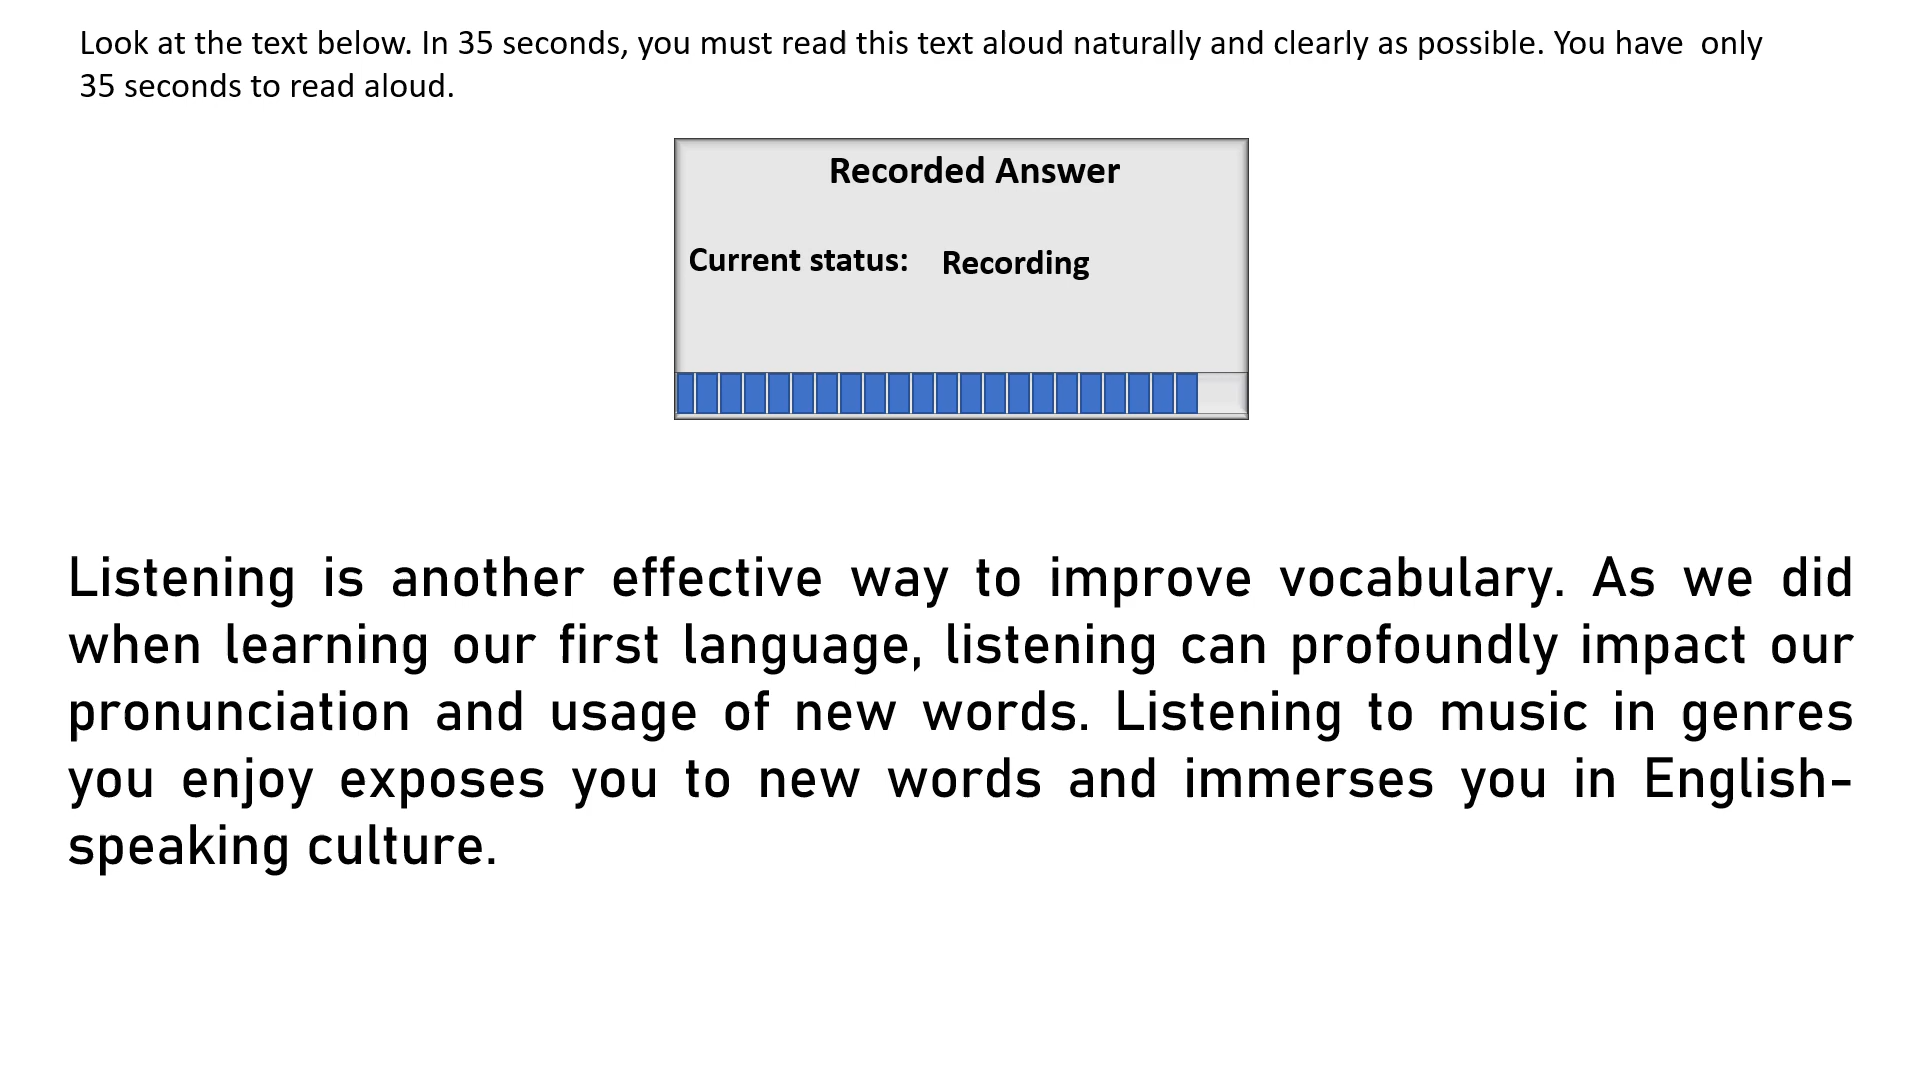 Look at the text below. In 35 seconds, you must read this text aloud naturally and clearly as possible. You have  only
35 seconds to read aloud.
Recorded Answer
Current status: Recording
Listening is another effective way to improve vocabulary. As we did
when learning our first language, listening can profoundly impact our
pronunciation and usage of new words. Listening to music in genres
you enjoy exposes you to new words and immerses you in English-
speaking culture.